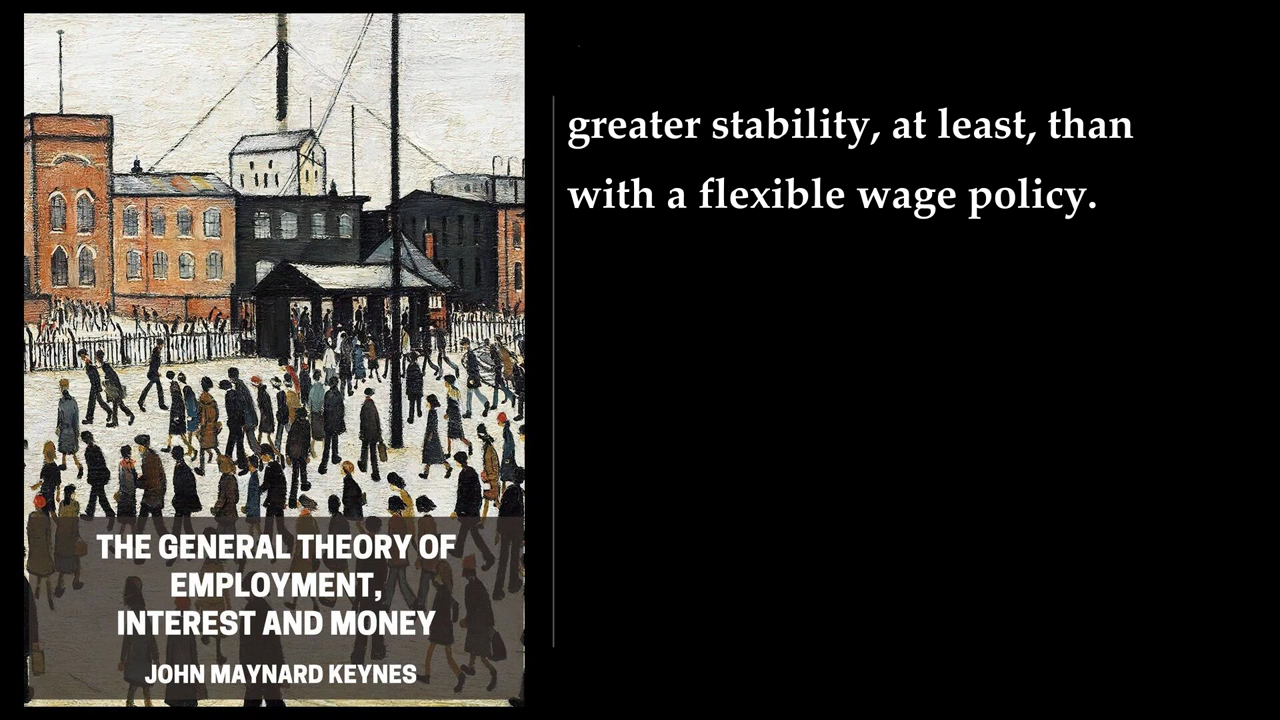 THE GENERAL THEORY OF
EMPLOYMENT,
INTEREST AND MONEY
JOHN MAYNARD KEYNES
greater stability, at least, than
with a flexible wage policy.